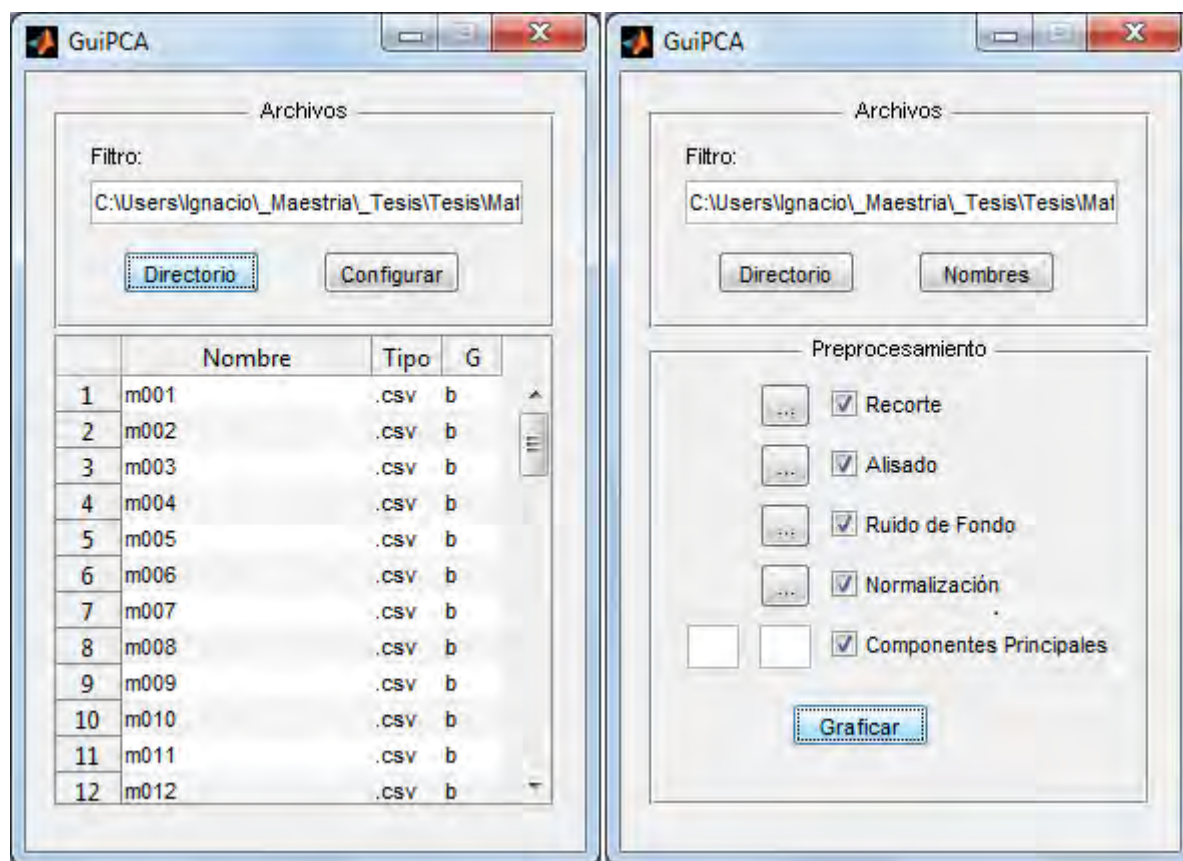 GuiPCA
Archivos
Filtro:
C:\Users\Ignacio\_Maestria\_Tesis\Tesis\Mat
Directorio Configurar
Nombre Tipo G
1 m001 .csv b
2 m002 .csv b
3 m003 .csv b
4 m004 .csv b
5 m005 .csv b
6 m006 .csv b
7 m007 .csv b
8 m008 .csv b
9 m009 .csv b
10 m010 .csv b
11 m011 .csv b
12 m012 .csv b
GuiPCA
Archivos
Filtro:
C:\Users\Ignacio\_Maestria\_Tesis\Tesis\Mat
Directorio Nombres
Preprocesamiento
... Recorte
... Alisado
... Ruido de Fondo
... Normalización
Componentes Principales
Graficar